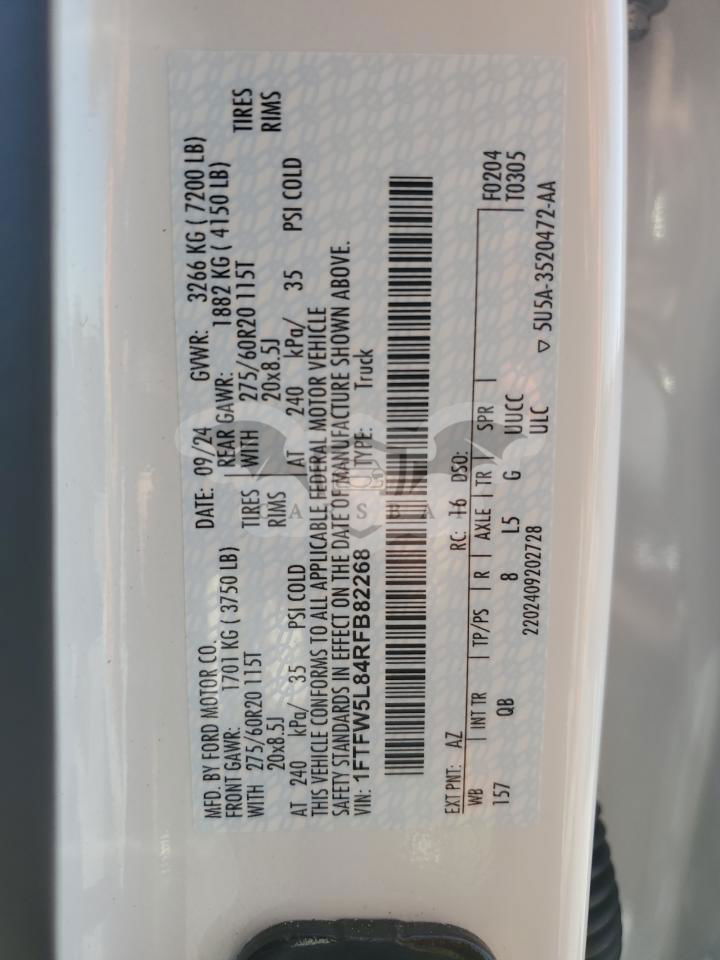 MFD. BY FORD MOTOR CO. DATE: 09/24 GVWR: 3266 KG ( 7200 LB)
FRONT GAWR: 1701 KG ( 3750 LB) REAR GAWR: 1882 KG ( 4150 LB)
WITH 275/60R20 115T TIRES WITH 275/60R20 115T TIRES
20x8.5J RIMS 20x8.5J RIMS
AT 240 kPa/ 35 PSI COLD AT 240 kPa/ 35 PSI COLD
THIS VEHICLE CONFORMS TO ALL APPLICABLE FEDERAL MOTOR VEHICLE
SAFETY STANDARDS IN EFFECT ON THE DATE OF MANUFACTURE SHOWN ABOVE.
VIN: 1FTFW5L84RFB82268 TYPE: Truck
CARSBAT
EXT PNT: AZ RC: 16 DSO:
WB INT TR TP/PS R AXLE TR SPR F0204
157 QB 8 L5 G UUCC T0305
2202409202728 ULC ▽ 5U5A-3520472-AA